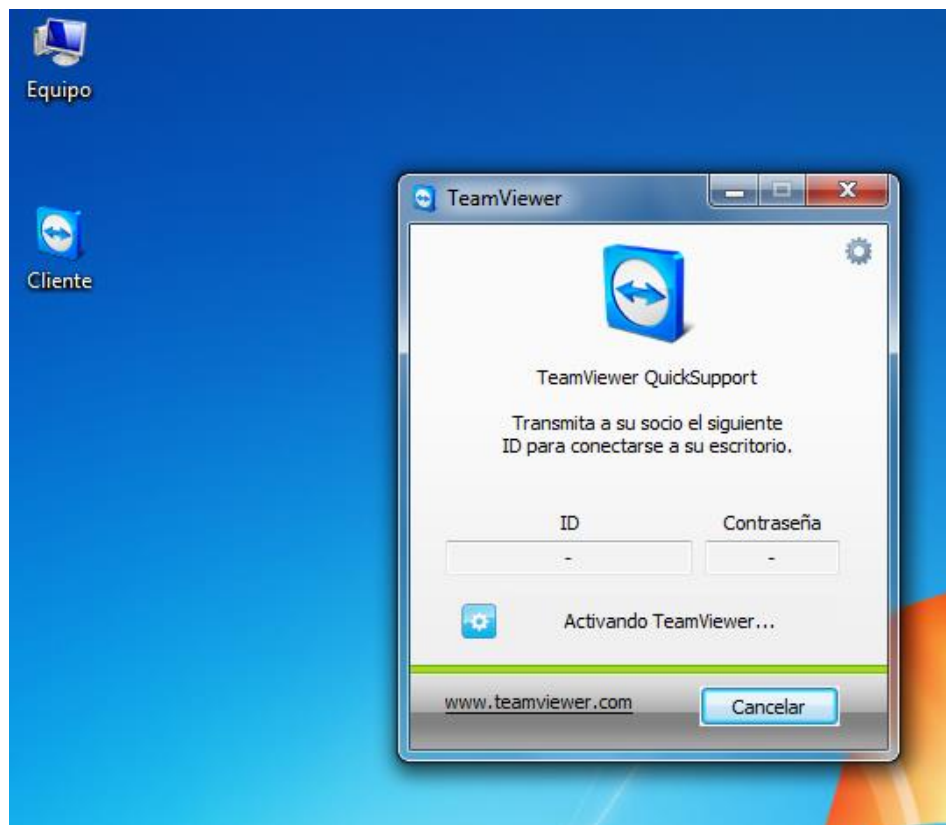 Equipo
Cliente
TeamViewer
TeamViewer QuickSupport
Transmita a su socio el siguiente
ID para conectarse a su escritorio.
ID Contraseña
- -
Activando TeamViewer...
www.teamviewer.com Cancelar